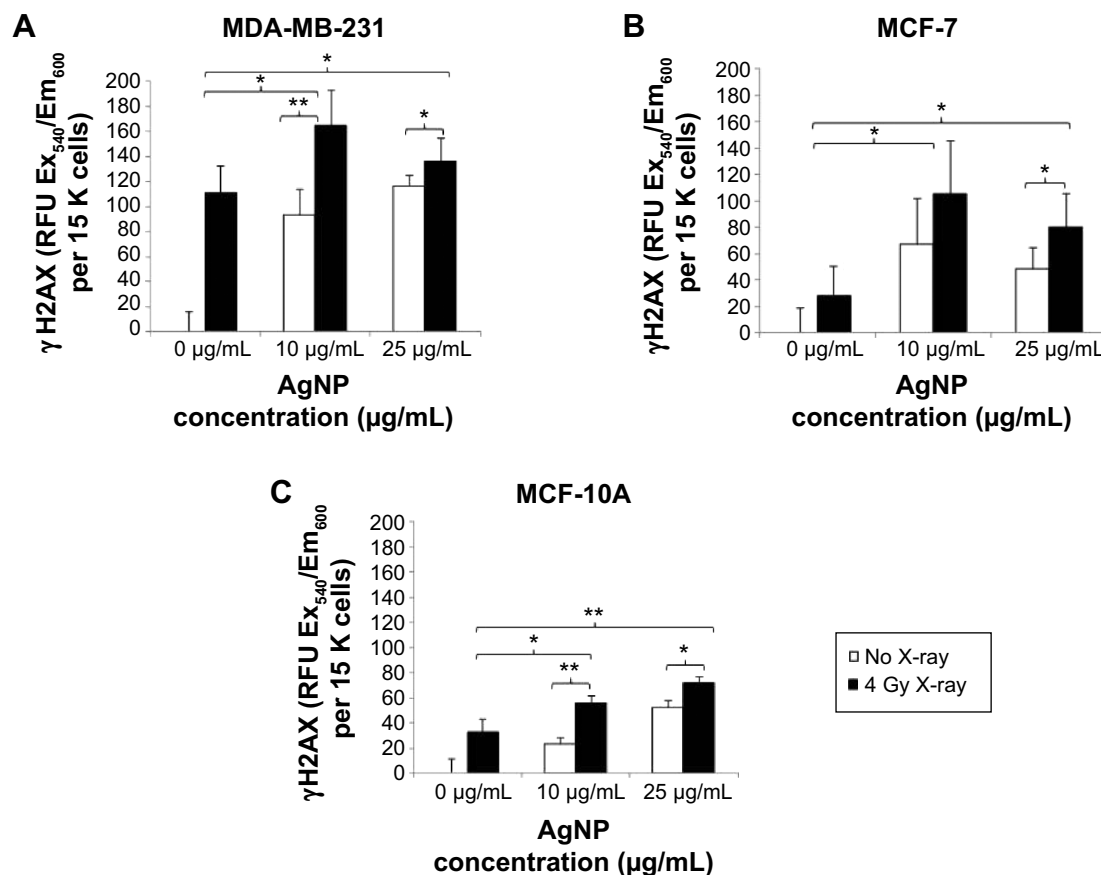 A
MDA-MB-231
γ H2AX (RFU Ex540/Em600
per 15 K cells)
*
*
**
*
200
180
160
140
120
100
80
60
40
20
0
0 µg/mL 10 µg/mL 25 µg/mL
AgNP
concentration (µg/mL)
B
MCF-7
γH2AX (RFU Ex540/Em600
per 15 K cells)
*
*
*
200
180
160
140
120
100
80
60
40
20
0
0 µg/mL 10 µg/mL 25 µg/mL
AgNP
concentration (µg/mL)
C
MCF-10A
γH2AX (RFU Ex540/Em600
per 15 K cells)
**
*
**
*
200
180
160
140
120
100
80
60
40
20
0
0 µg/mL 10 µg/mL 25 µg/mL
AgNP
concentration (µg/mL)
No X-ray
4 Gy X-ray